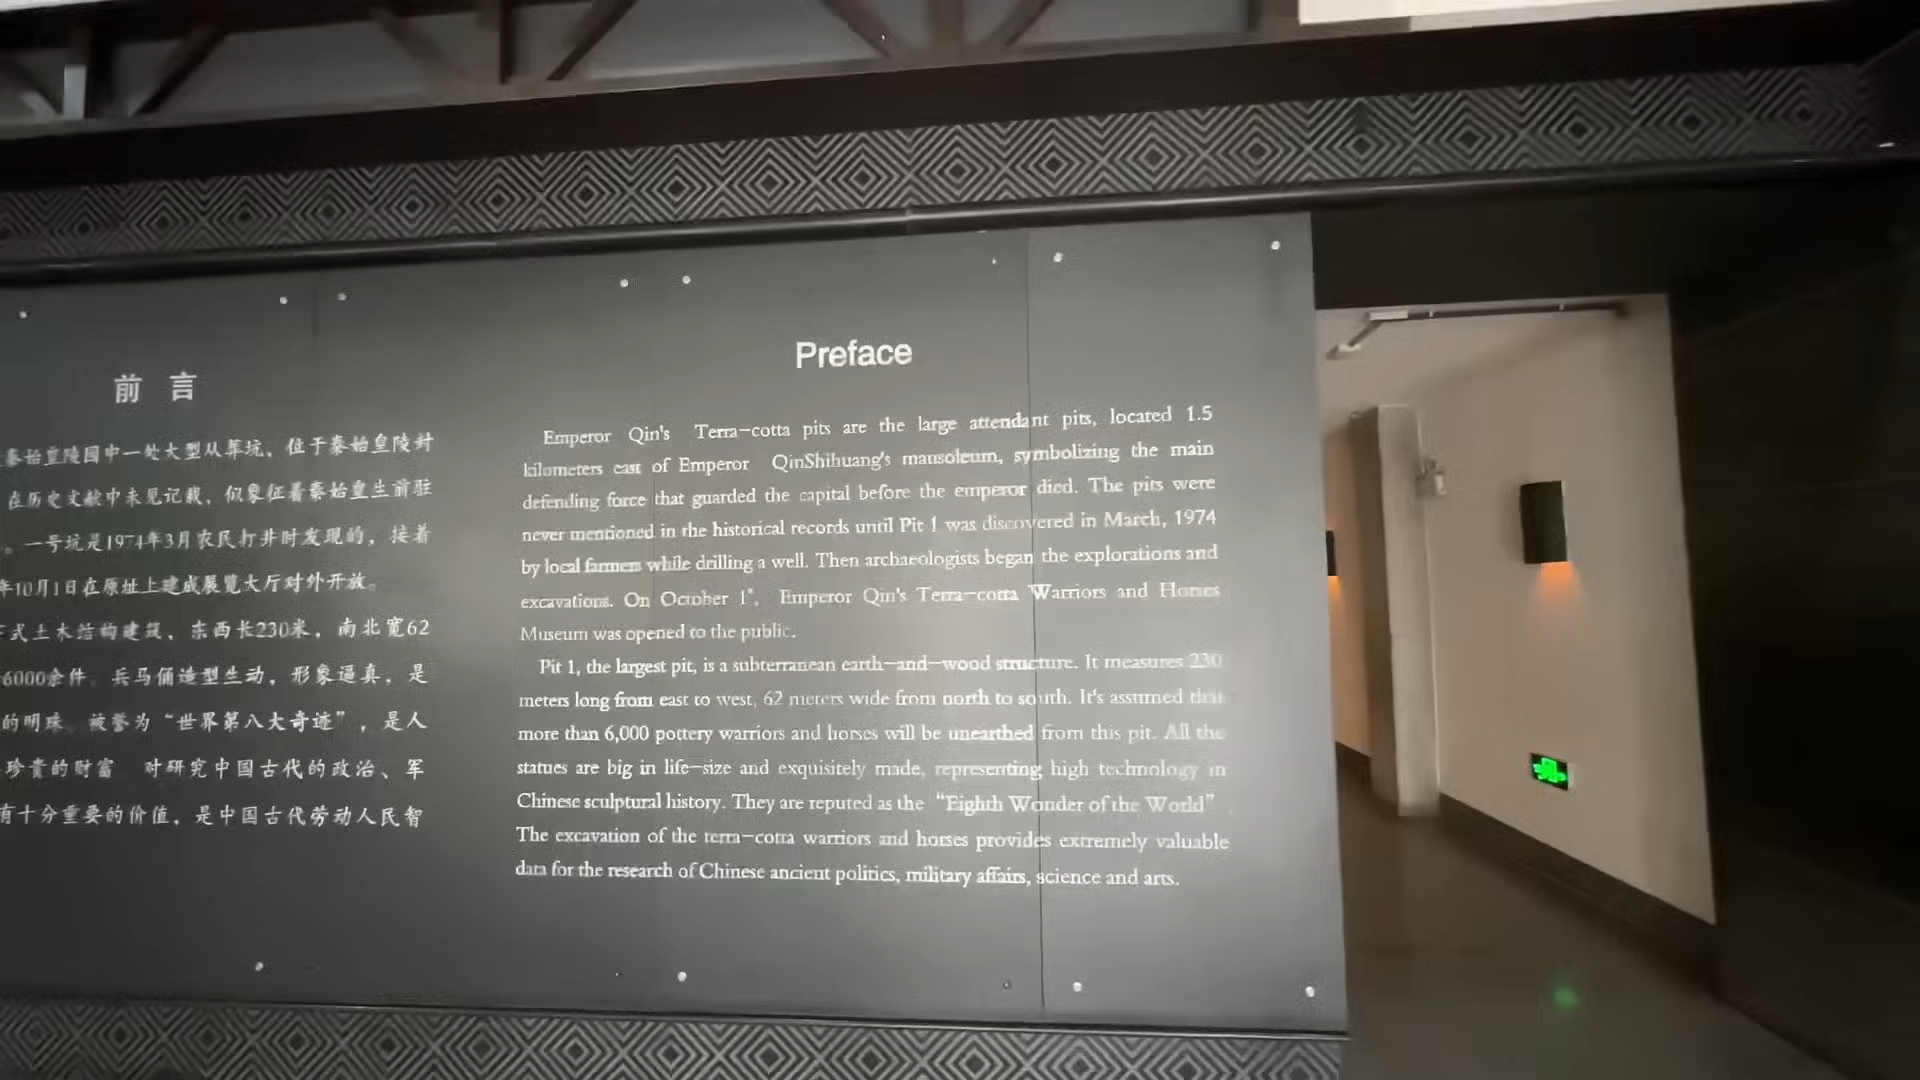 前 言
秦始皇陵园中一处大型从葬坑，位于秦始皇陵封
在历史文献中未见记载，似象征着秦始皇生前驻
。一号坑是1974年3月农民打井时发现的，接着
年10月1日在原址上建成展览大厅对外开放。
式土木结构建筑，东西长230米，南北宽62
6000余件。兵马俑造型生动，形象逼真，是
的明珠。被誉为“世界第八大奇迹”，是人
珍贵的财富 对研究中国古代的政治、军
有十分重要的价值，是中国古代劳动人民智
Preface
Emperor Qin's Terra-cotta pits are the large attendant pits, located 1.5
kilometers east of Emperor QinShihuang's mausoleum, symbolizing the main
defending force that guarded the capital before the emperor died. The pits were
never mentioned in the historical records until Pit 1 was discovered in March, 1974
by local farmers while drilling a well. Then archaeologists began the explorations and
excavations. On October 1st, Emperor Qin's Terra-cotta Warriors and Horses
Museum was opened to the public.
Pit 1, the largest pit, is a subterranean earth-and-wood structure. It measures 230
meters long from east to west, 62 meters wide from north to south. It's assumed that
more than 6,000 pottery warriors and horses will be unearthed from this pit. All the
statues are big in life-size and exquisitely made, representing high technology in
Chinese sculptural history. They are reputed as the “Eighth Wonder of the World” .
The excavation of the terra-cotta warriors and horses provides extremely valuable
data for the research of Chinese ancient politics, military affairs, science and arts.